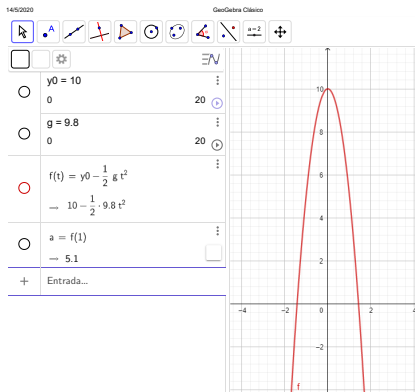 14/5/2020
GeoGebra Clásico
a=2
y0 = 10
0 20
g = 9.8
0 20
f(t) = y0 − 1/2 g t²
→ 10 − 1/2 · 9.8 t²
a = f(1)
→ 5.1
+ Entrada...
10
8
6
4
2
−4 −2 0 2 4
−2
f